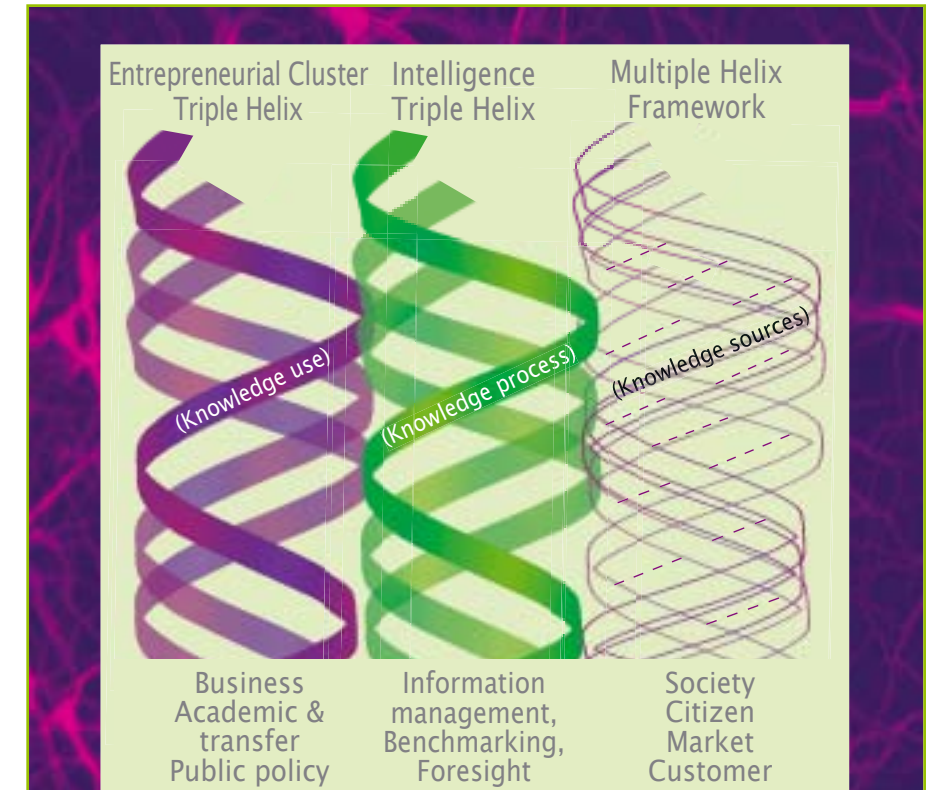 Entrepreneurial Cluster
Triple Helix
Intelligence
Triple Helix
Multiple Helix
Framework
(Knowledge use)
(Knowledge process)
(Knowledge sources)
Business
Academic &
transfer
Public policy
Information
management,
Benchmarking,
Foresight
Society
Citizen
Market
Customer